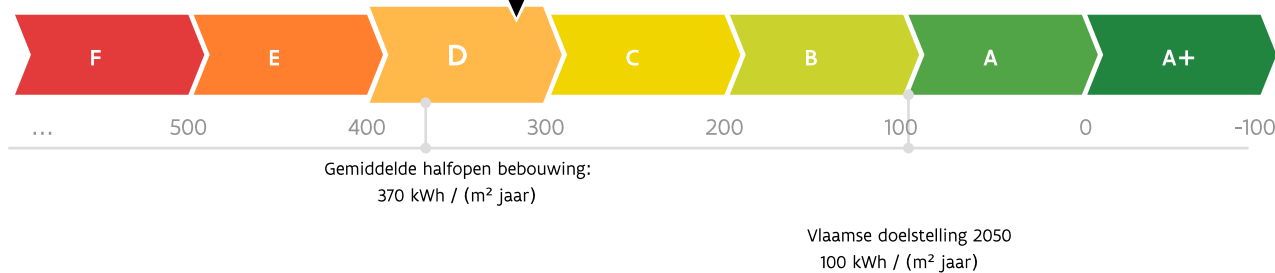 F E D C B A A+
... 500 400 300 200 100 0 -100
Gemiddelde halfopen bebouwing:
370 kWh / (m² jaar)
Vlaamse doelstelling 2050
100 kWh / (m² jaar)